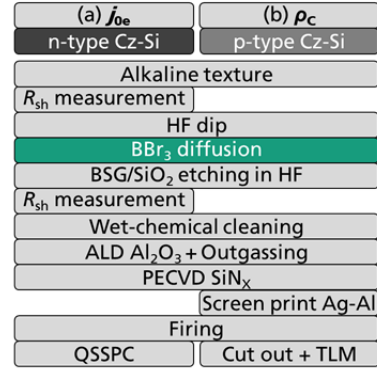 (a) j0e (b) ρC
n-type Cz-Si p-type Cz-Si
Alkaline texture
Rsh measurement
HF dip
BBr3 diffusion
BSG/SiO2 etching in HF
Rsh measurement
Wet-chemical cleaning
ALD Al2O3 + Outgassing
PECVD SiNX
Screen print Ag-Al
Firing
QSSPC Cut out + TLM